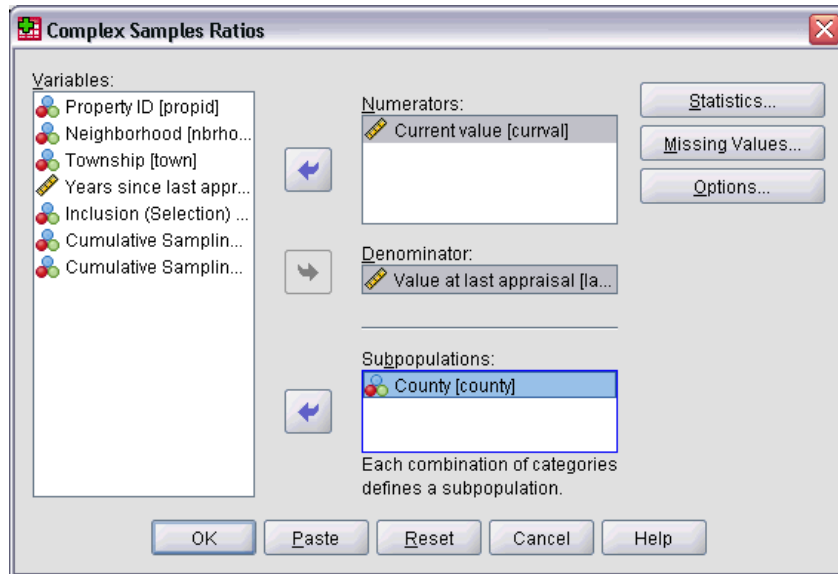 Complex Samples Ratios
Variables:
Property ID [propid]
Neighborhood [nbrho...
Township [town]
Years since last appr...
Inclusion (Selection) ...
Cumulative Samplin...
Cumulative Samplin...
Numerators:
Current value [currval]
Denominator:
Value at last appraisal [la...
Subpopulations:
County [county]
Each combination of categories
defines a subpopulation.
Statistics...
Missing Values...
Options...
OK Paste Reset Cancel Help